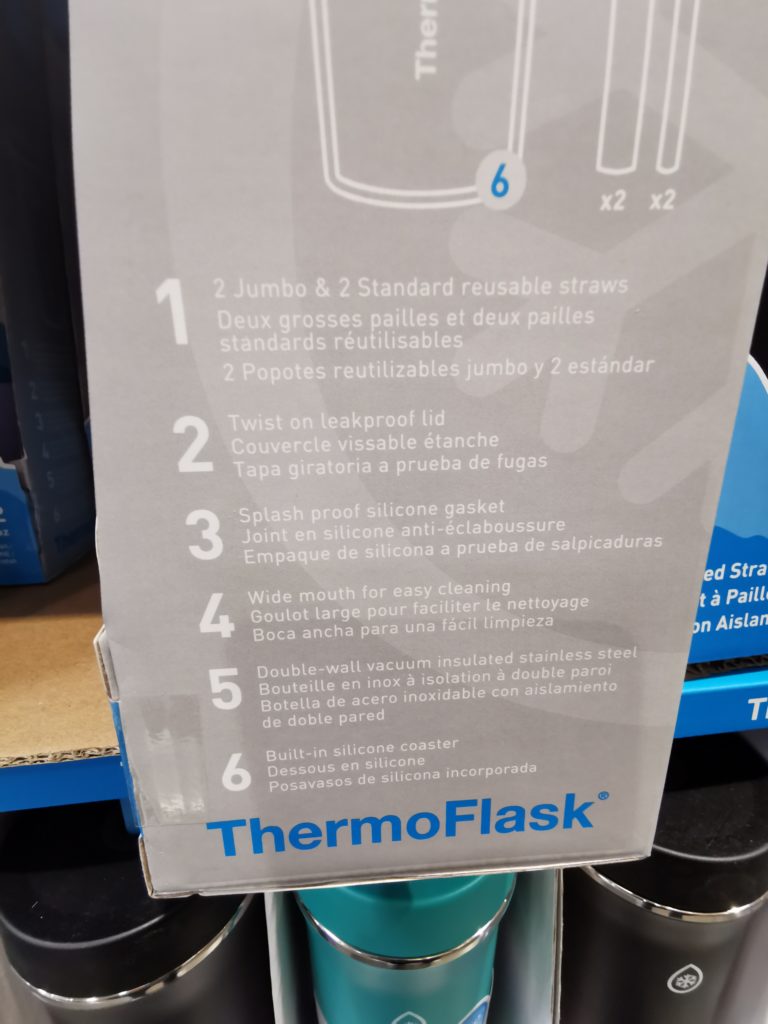 Ther
6
x2 x2
1
2 Jumbo & 2 Standard reusable straws
Deux grosses pailles et deux pailles
standards réutilisables
2 Popotes reutilizables jumbo y 2 estándar
2
Twist on leakproof lid
Couvercle vissable étanche
Tapa giratoria a prueba de fugas
3
Splash proof silicone gasket
Joint en silicone anti-éclaboussure
Empaque de silicona a prueba de salpicaduras
4
Wide mouth for easy cleaning
Goulot large pour faciliter le nettoyage
Boca ancha para una fácil limpieza
5
Double-wall vacuum insulated stainless steel
Bouteille en inox à isolation à double paroi
Botella de acero inoxidable con aislamiento
de doble pared
6
Built-in silicone coaster
Dessous en silicone
Posavasos de silicona incorporada
ThermoFlask®
ed Stra
t à Paill
on Aislan
T